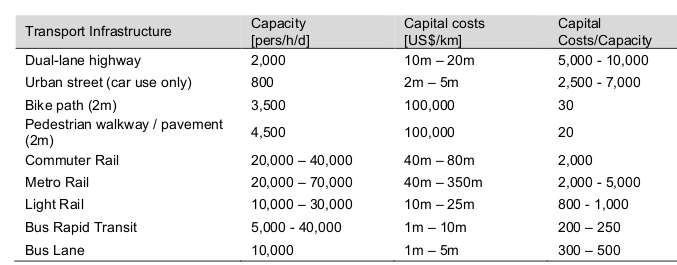 Transport Infrastructure Capacity [pers/h/d] Capital costs [US$/km] Capital Costs/Capacity
Dual-lane highway 2,000 10m – 20m 5,000 - 10,000
Urban street (car use only) 800 2m – 5m 2,500 - 7,000
Bike path (2m) 3,500 100,000 30
Pedestrian walkway / pavement (2m) 4,500 100,000 20
Commuter Rail 20,000 – 40,000 40m – 80m 2,000
Metro Rail 20,000 – 70,000 40m – 350m 2,000 - 5,000
Light Rail 10,000 – 30,000 10m – 25m 800 - 1,000
Bus Rapid Transit 5,000 - 40,000 1m – 10m 200 – 250
Bus Lane 10,000 1m – 5m 300 – 500